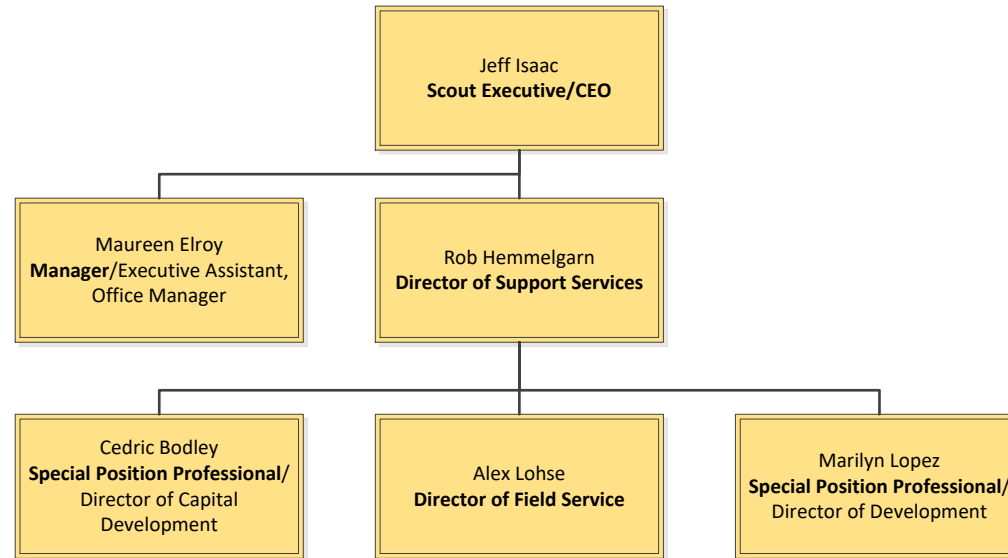 Jeff Isaac
Scout Executive/CEO
Maureen Elroy
Manager/Executive Assistant,
Office Manager
Rob Hemmelgarn
Director of Support Services
Cedric Bodley
Special Position Professional/
Director of Capital
Development
Alex Lohse
Director of Field Service
Marilyn Lopez
Special Position Professional/
Director of Development